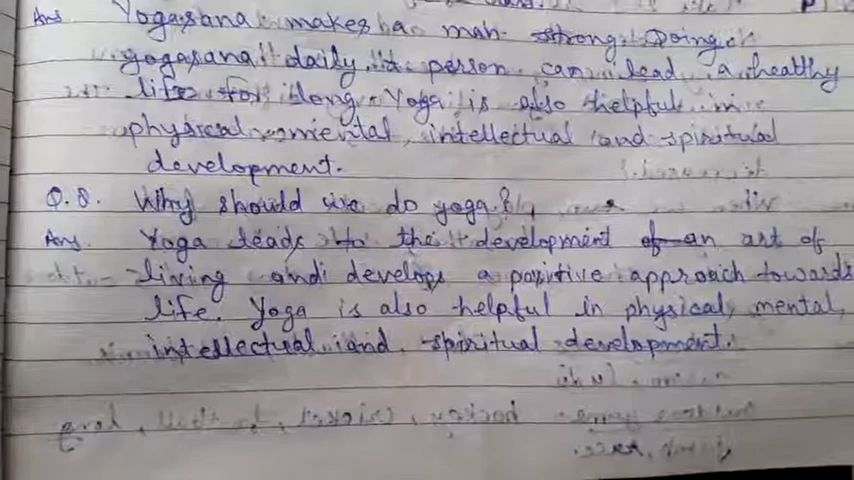 Ans Yogasana makes a man strong. Doing
yogasana daily, a person can lead a healthy
life for long. Yoga is also helpful in
physical, mental, intellectual and spiritual
development.
Q.8. Why should we do yoga?
Ans. Yoga leads to the development of an art of
living and develops a positive approach towards
life. Yoga is also helpful in physical, mental,
intellectual and spiritual development.